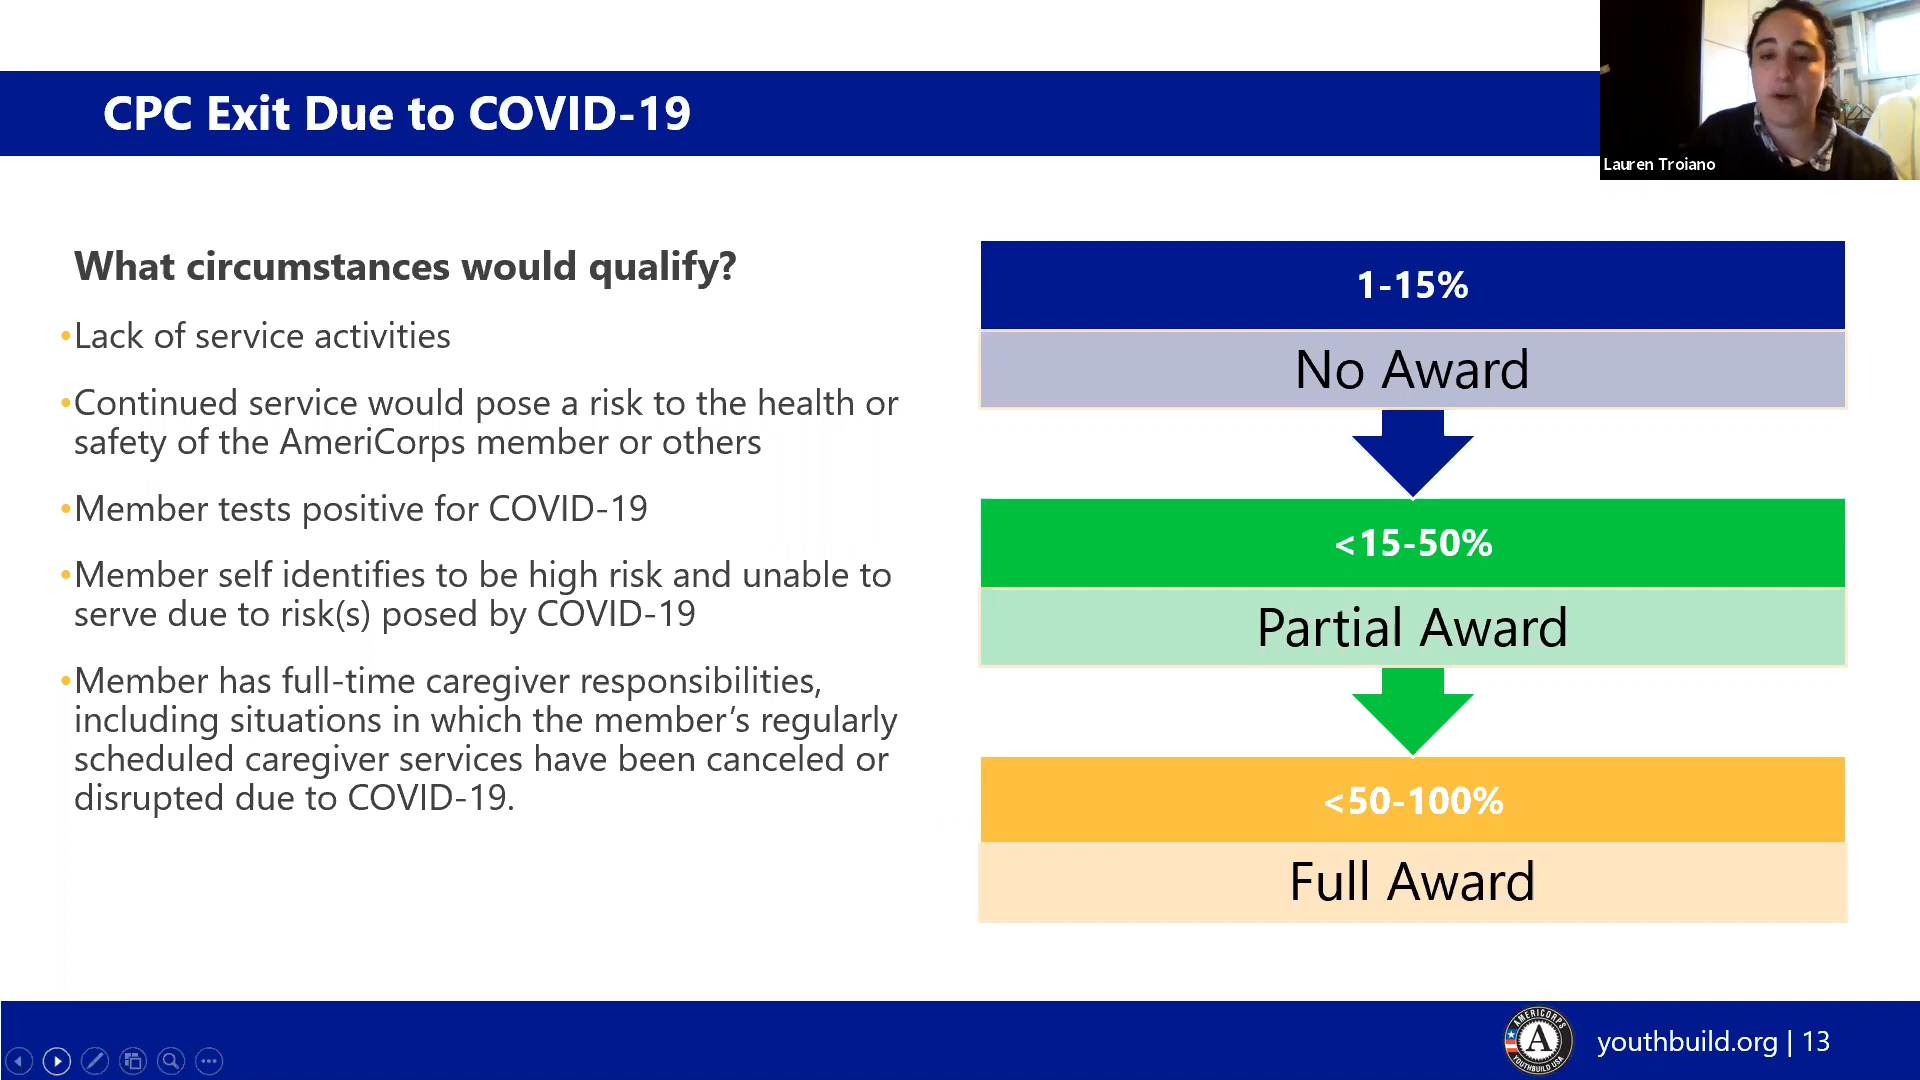 CPC Exit Due to COVID-19
Lauren Troiano
What circumstances would qualify?
•Lack of service activities
•Continued service would pose a risk to the health or
safety of the AmeriCorps member or others
•Member tests positive for COVID-19
•Member self identifies to be high risk and unable to
serve due to risk(s) posed by COVID-19
•Member has full-time caregiver responsibilities,
including situations in which the member’s regularly
scheduled caregiver services have been canceled or
disrupted due to COVID-19.
1-15%
No Award
<15-50%
Partial Award
<50-100%
Full Award
AMERICORPS
A
YOUTHBUILD USA
youthbuild.org | 13